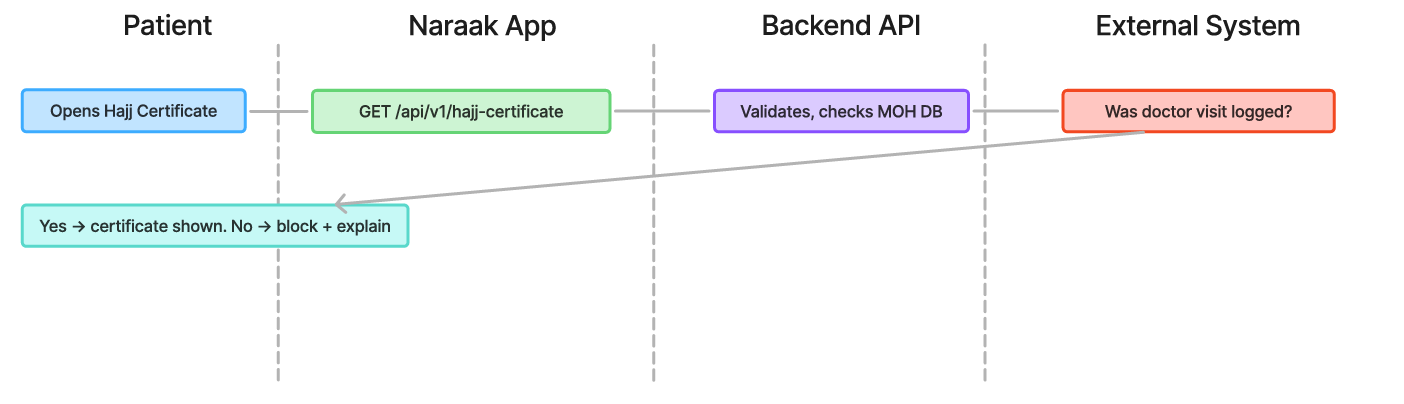 Patient
Naraak App
Backend API
External System
Opens Hajj Certificate
GET /api/v1/hajj-certificate
Validates, checks MOH DB
Was doctor visit logged?
Yes → certificate shown. No → block + explain